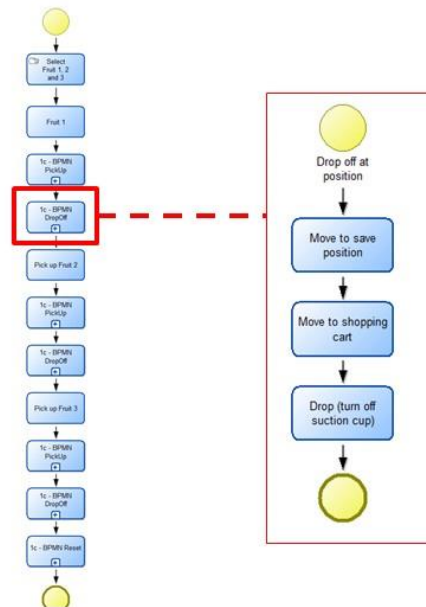 Select
Fruit 1, 2
and 3
Fruit 1
1c - BPMN
PickUp
1c - BPMN
DropOff
Pick up Fruit 2
1c - BPMN
PickUp
1c - BPMN
DropOff
Pick up Fruit 3
1c - BPMN
PickUp
1c - BPMN
DropOff
1c - BPMN Reset
Drop off at
position
Move to save
position
Move to shopping
cart
Drop (turn off
suction cup)